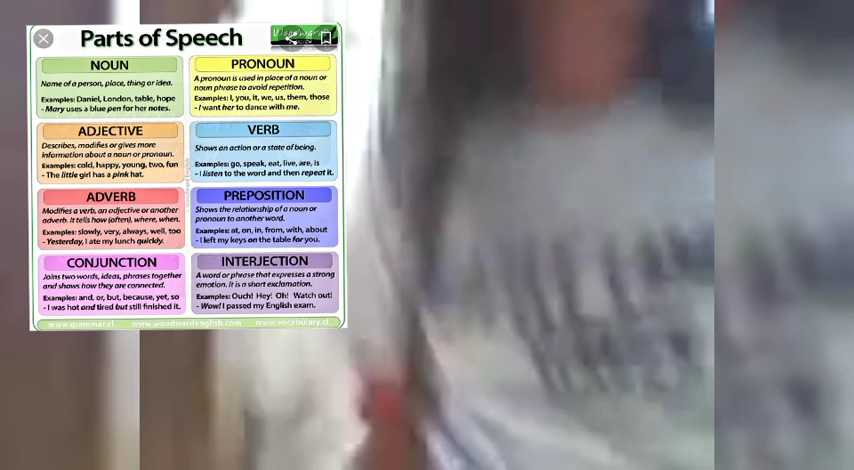 Parts of Speech
Woodward
NOUN
Name of a person, place, thing or idea.
Examples: Daniel, London, table, hope
- Mary uses a blue pen for her notes.
PRONOUN
A pronoun is used in place of a noun or
noun phrase to avoid repetition.
Examples: I, you, it, we, us, them, those
- I want her to dance with me.
ADJECTIVE
Describes, modifies or gives more
information about a noun or pronoun.
Examples: cold, happy, young, two, fun
- The little girl has a pink hat.
VERB
Shows an action or a state of being.
Examples: go, speak, eat, live, are, is
- I listen to the word and then repeat it.
ADVERB
Modifies a verb, an adjective or another
adverb. It tells how (often), where, when.
Examples: slowly, very, always, well, too
- Yesterday, I ate my lunch quickly.
PREPOSITION
Shows the relationship of a noun or
pronoun to another word.
Examples: at, on, in, from, with, about
- I left my keys on the table for you.
CONJUNCTION
Joins two words, ideas, phrases together
and shows how they are connected.
Examples: and, or, but, because, yet, so
- I was hot and tired but still finished it.
INTERJECTION
A word or phrase that expresses a strong
emotion. It is a short exclamation.
Examples: Ouch! Hey! Oh! Watch out!
- Wow! I passed my English exam.
www.grammar.cl www.woodwardenglish.com www.vocabulary.cl